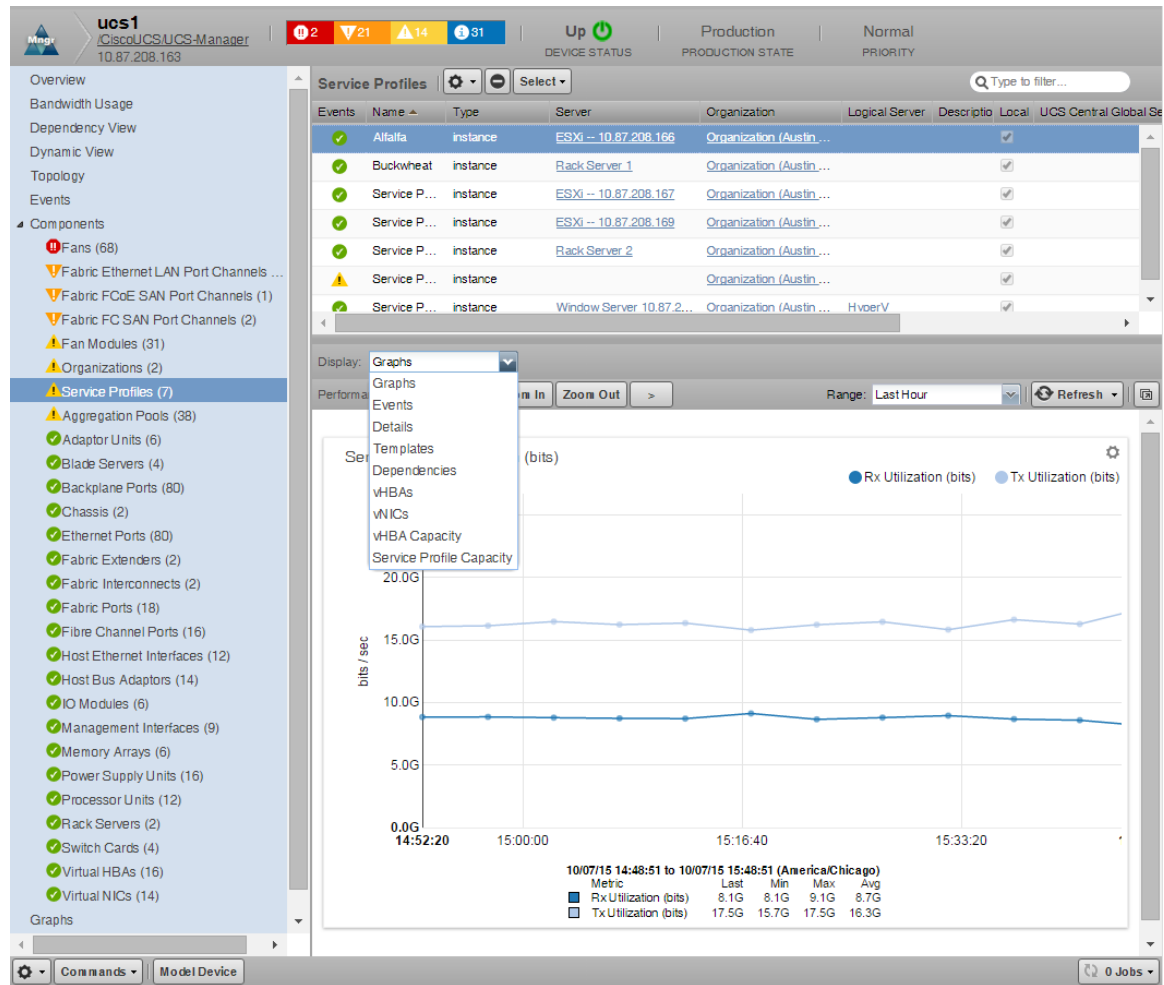 Mngr
ucs1
/CiscoUCS/UCS-Manager
10.87.208.163
2 21 14 31
Up
DEVICE STATUS
Production
PRODUCTION STATE
Normal
PRIORITY
Overview
Bandwidth Usage
Dependency View
Dynamic View
Topology
Events
Components
Fans (68)
Fabric Ethernet LAN Port Channels ...
Fabric FCoE SAN Port Channels (1)
Fabric FC SAN Port Channels (2)
Fan Modules (31)
Organizations (2)
Service Profiles (7)
Aggregation Pools (38)
Adaptor Units (6)
Blade Servers (4)
Backplane Ports (80)
Chassis (2)
Ethernet Ports (80)
Fabric Extenders (2)
Fabric Interconnects (2)
Fabric Ports (18)
Fibre Channel Ports (16)
Host Ethernet Interfaces (12)
Host Bus Adaptors (14)
IO Modules (6)
Management Interfaces (9)
Memory Arrays (6)
Power Supply Units (16)
Processor Units (12)
Rack Servers (2)
Switch Cards (4)
Virtual HBAs (16)
Virtual NICs (14)
Graphs
Service Profiles Select Type to filter...
Events Name Type Server Organization Logical Server Descriptio Local UCS Central Global Se
Alfalfa instance ESXi -- 10.87.208.166 Organization (Austin ...
Buckwheat instance Rack Server 1 Organization (Austin ...
Service P... instance ESXi -- 10.87.208.167 Organization (Austin ...
Service P... instance ESXi -- 10.87.208.169 Organization (Austin ...
Service P... instance Rack Server 2 Organization (Austin ...
Service P... instance Organization (Austin ...
Service P... instance Window Server 10.87.2... Organization (Austin ... HyperV
Display: Graphs
Graphs
Events
Details
Templates
Dependencies
vHBAs
vNICs
vHBA Capacity
Service Profile Capacity
Performa m In Zoom Out > Range: Last Hour Refresh
Ser (bits)
Rx Utilization (bits) Tx Utilization (bits)
20.0G
15.0G
10.0G
5.0G
0.0G
bits / sec
14:52:20 15:00:00 15:16:40 15:33:20
10/07/15 14:48:51 to 10/07/15 15:48:51 (America/Chicago)
Metric Last Min Max Avg
Rx Utilization (bits) 8.1G 8.1G 9.1G 8.7G
Tx Utilization (bits) 17.5G 15.7G 17.5G 16.3G
Commands Model Device 0 Jobs